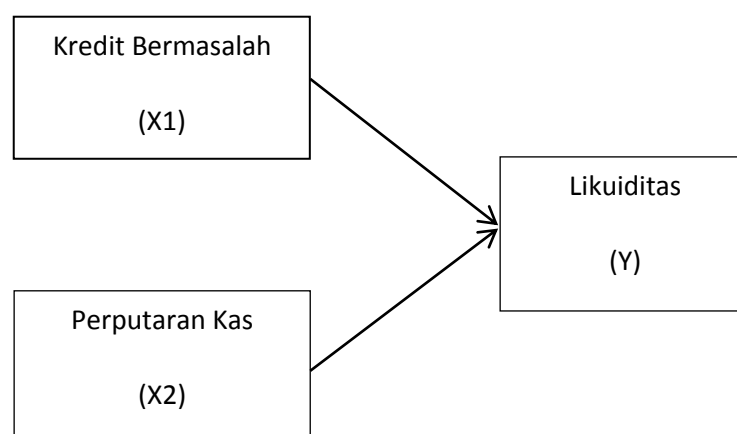 Kredit Bermasalah
(X1)
Likuiditas
(Y)
Perputaran Kas
(X2)